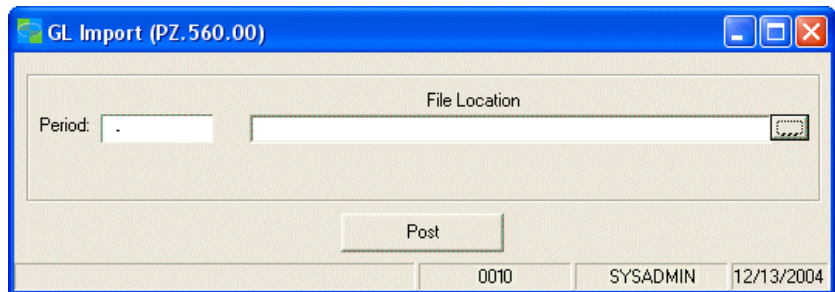 GL Import (PZ.560.00)
File Location
Period: -
...
Post
0010 SYSADMIN 12/13/2004